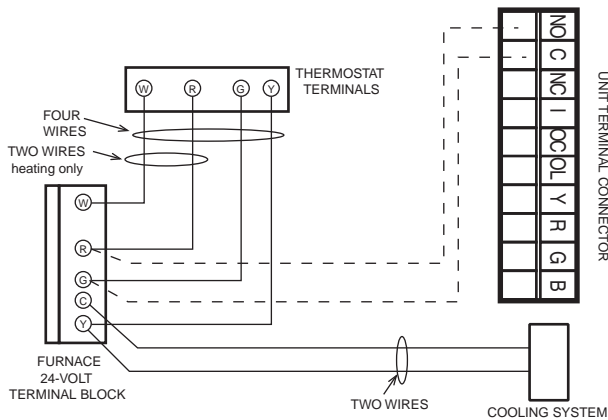 THERMOSTAT
TERMINALS
W R G Y
FOUR
WIRES
TWO WIRES
heating only
W
R
G
C
Y
FURNACE
24-VOLT
TERMINAL BLOCK
TWO WIRES
COOLING SYSTEM
NO
C
NC
I
OC
OL
Y
R
G
B
UNIT TERMINAL CONNECTOR